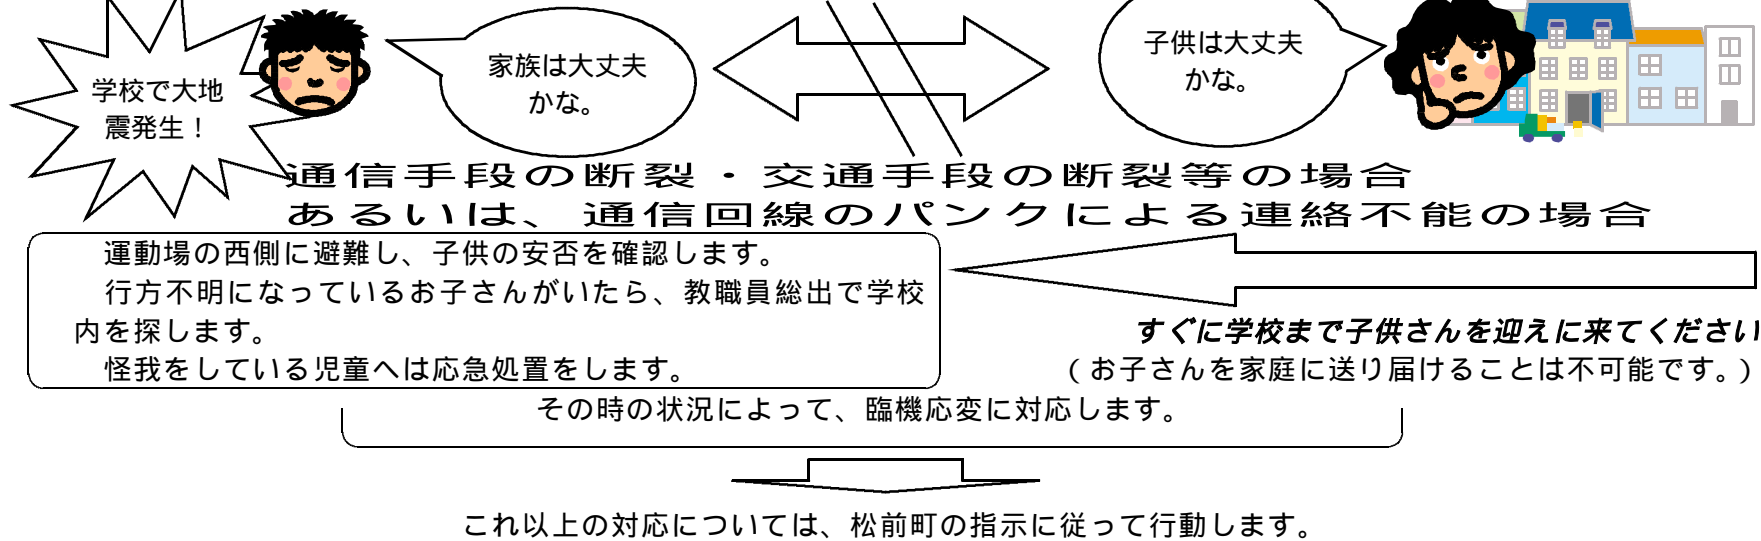 学校で大地
震発生！
家族は大丈夫
かな。
子供は大丈夫
かな。
通信手段の断裂・交通手段の断裂等の場合
あるいは、通信回線のパンクによる連絡不能の場合
運動場の西側に避難し、子供の安否を確認します。
行方不明になっているお子さんがいたら、教職員総出で学校
内を探します。
怪我をしている児童へは応急処置をします。
すぐに学校まで子供さんを迎えに来てください
（お子さんを家庭に送り届けることは不可能です。）
その時の状況によって、臨機応変に対応します。
これ以上の対応については、松前町の指示に従って行動します。